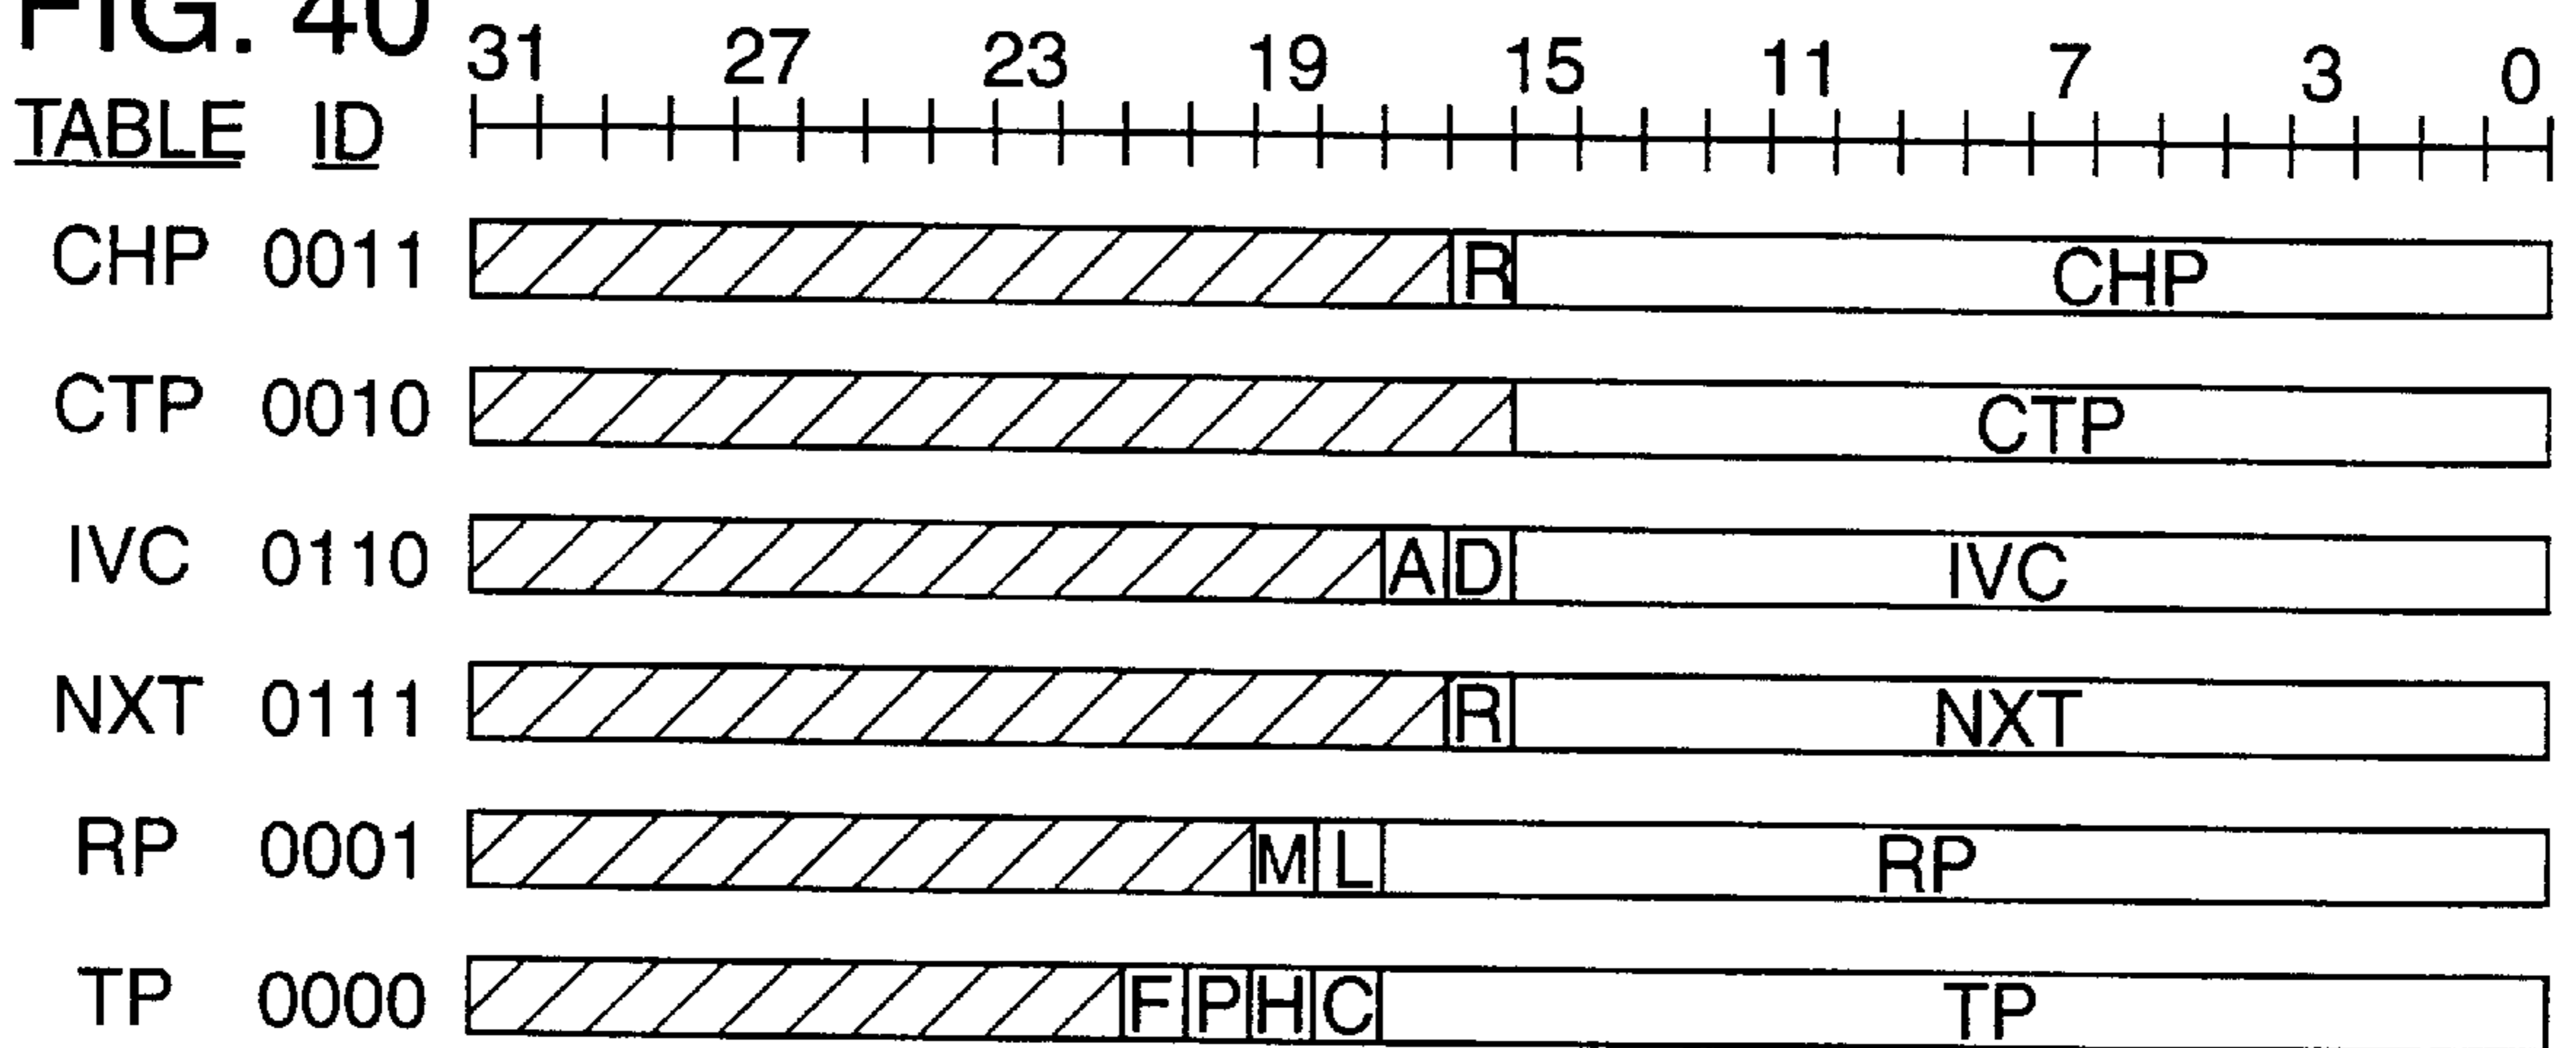 FIG. 40
31 27 23 19 15 11 7 3 0
TABLE ID
CHP 0011 R CHP
CTP 0010 CTP
IVC 0110 A D IVC
NXT 0111 R NXT
RP 0001 M L RP
TP 0000 F P H C TP